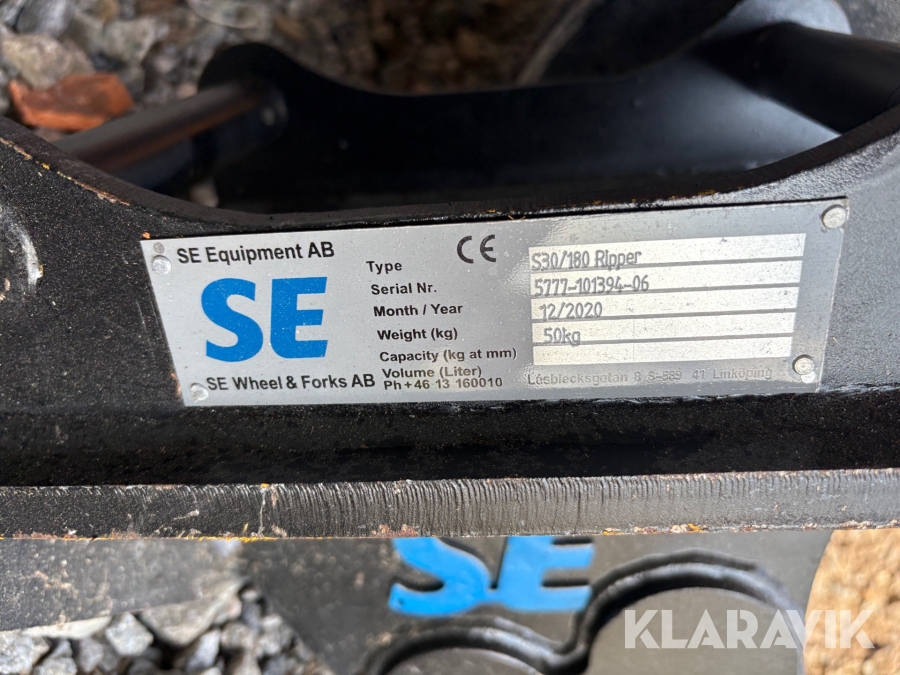 SE Equipment AB
SE
SE Wheel & Forks AB
CE
Type S30/180 Ripper
Serial Nr. 5777-101394-06
Month / Year 12/2020
Weight (kg) 50kg
Capacity (kg at mm)
Volume (Liter)
Ph+46 13 160010 Låsblecksgatan 8 S-589 41 Linköping
SE
KLARAVIK